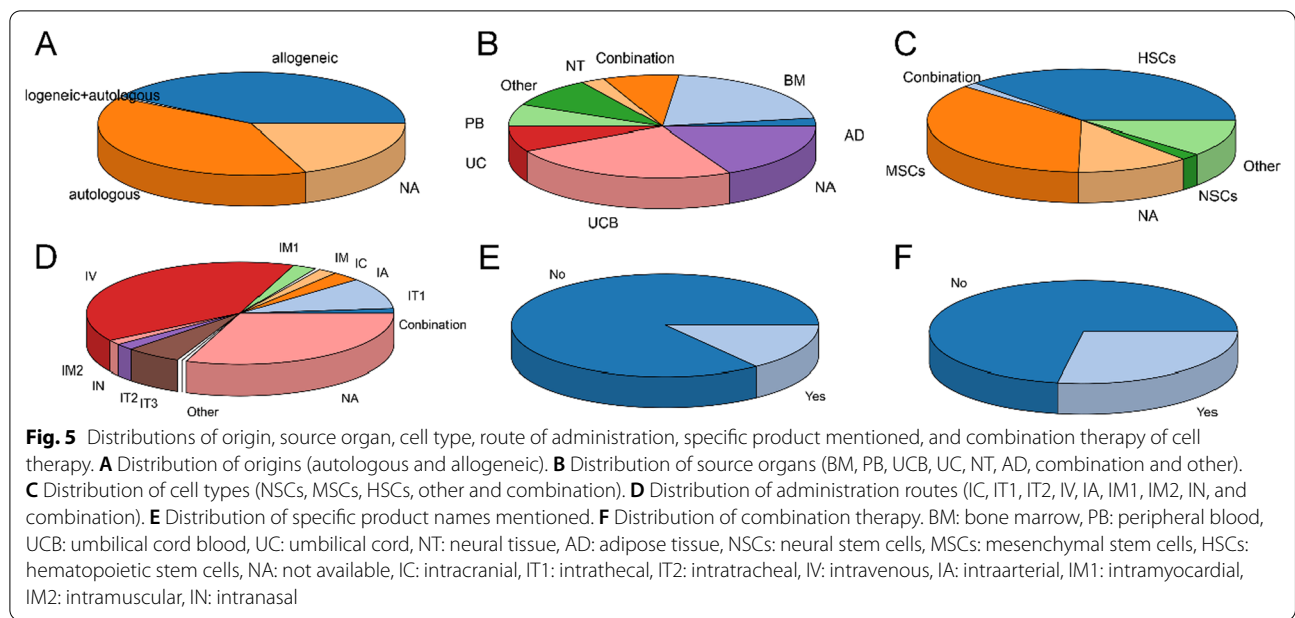 A
allogeneic
logeneic+autologous
autologous
NA
B
Combination
NT
BM
Other
PB
AD
UC
NA
UCB
C
HSCs
Combination
MSCs
Other
NSCs
NA
D
IM1
IM
IC
IV
IA
IT1
Conbination
IM2
IN
IT2
IT3
Other
NA
E
No
Yes
F
No
Yes
Fig. 5 Distributions of origin, source organ, cell type, route of administration, specific product mentioned, and combination therapy of cell
therapy. A Distribution of origins (autologous and allogeneic). B Distribution of source organs (BM, PB, UCB, UC, NT, AD, combination and other).
C Distribution of cell types (NSCs, MSCs, HSCs, other and combination). D Distribution of administration routes (IC, IT1, IT2, IV, IA, IM1, IM2, IN, and
combination). E Distribution of specific product names mentioned. F Distribution of combination therapy. BM: bone marrow, PB: peripheral blood,
UCB: umbilical cord blood, UC: umbilical cord, NT: neural tissue, AD: adipose tissue, NSCs: neural stem cells, MSCs: mesenchymal stem cells, HSCs:
hematopoietic stem cells, NA: not available, IC: intracranial, IT1: intrathecal, IT2: intratracheal, IV: intravenous, IA: intraarterial, IM1: intramyocardial,
IM2: intramuscular, IN: intranasal